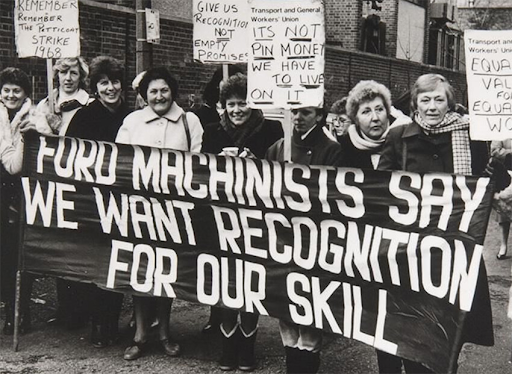 REMEMBER
REMEMBER
THE PETTICOAT
STRIKE
1968
GIVE US
RECOGNITION
NOT
EMPTY
PROMISES
Transport and General
Workers' Union
ITS NOT
PIN MONEY
WE HAVE
TO LIVE
ON IT
Transport and
Workers' Union
EQUA
VAL
FOR
EQUA
WO
FORD MACHINISTS SAY
WE WANT RECOGNITION
FOR OUR SKILL